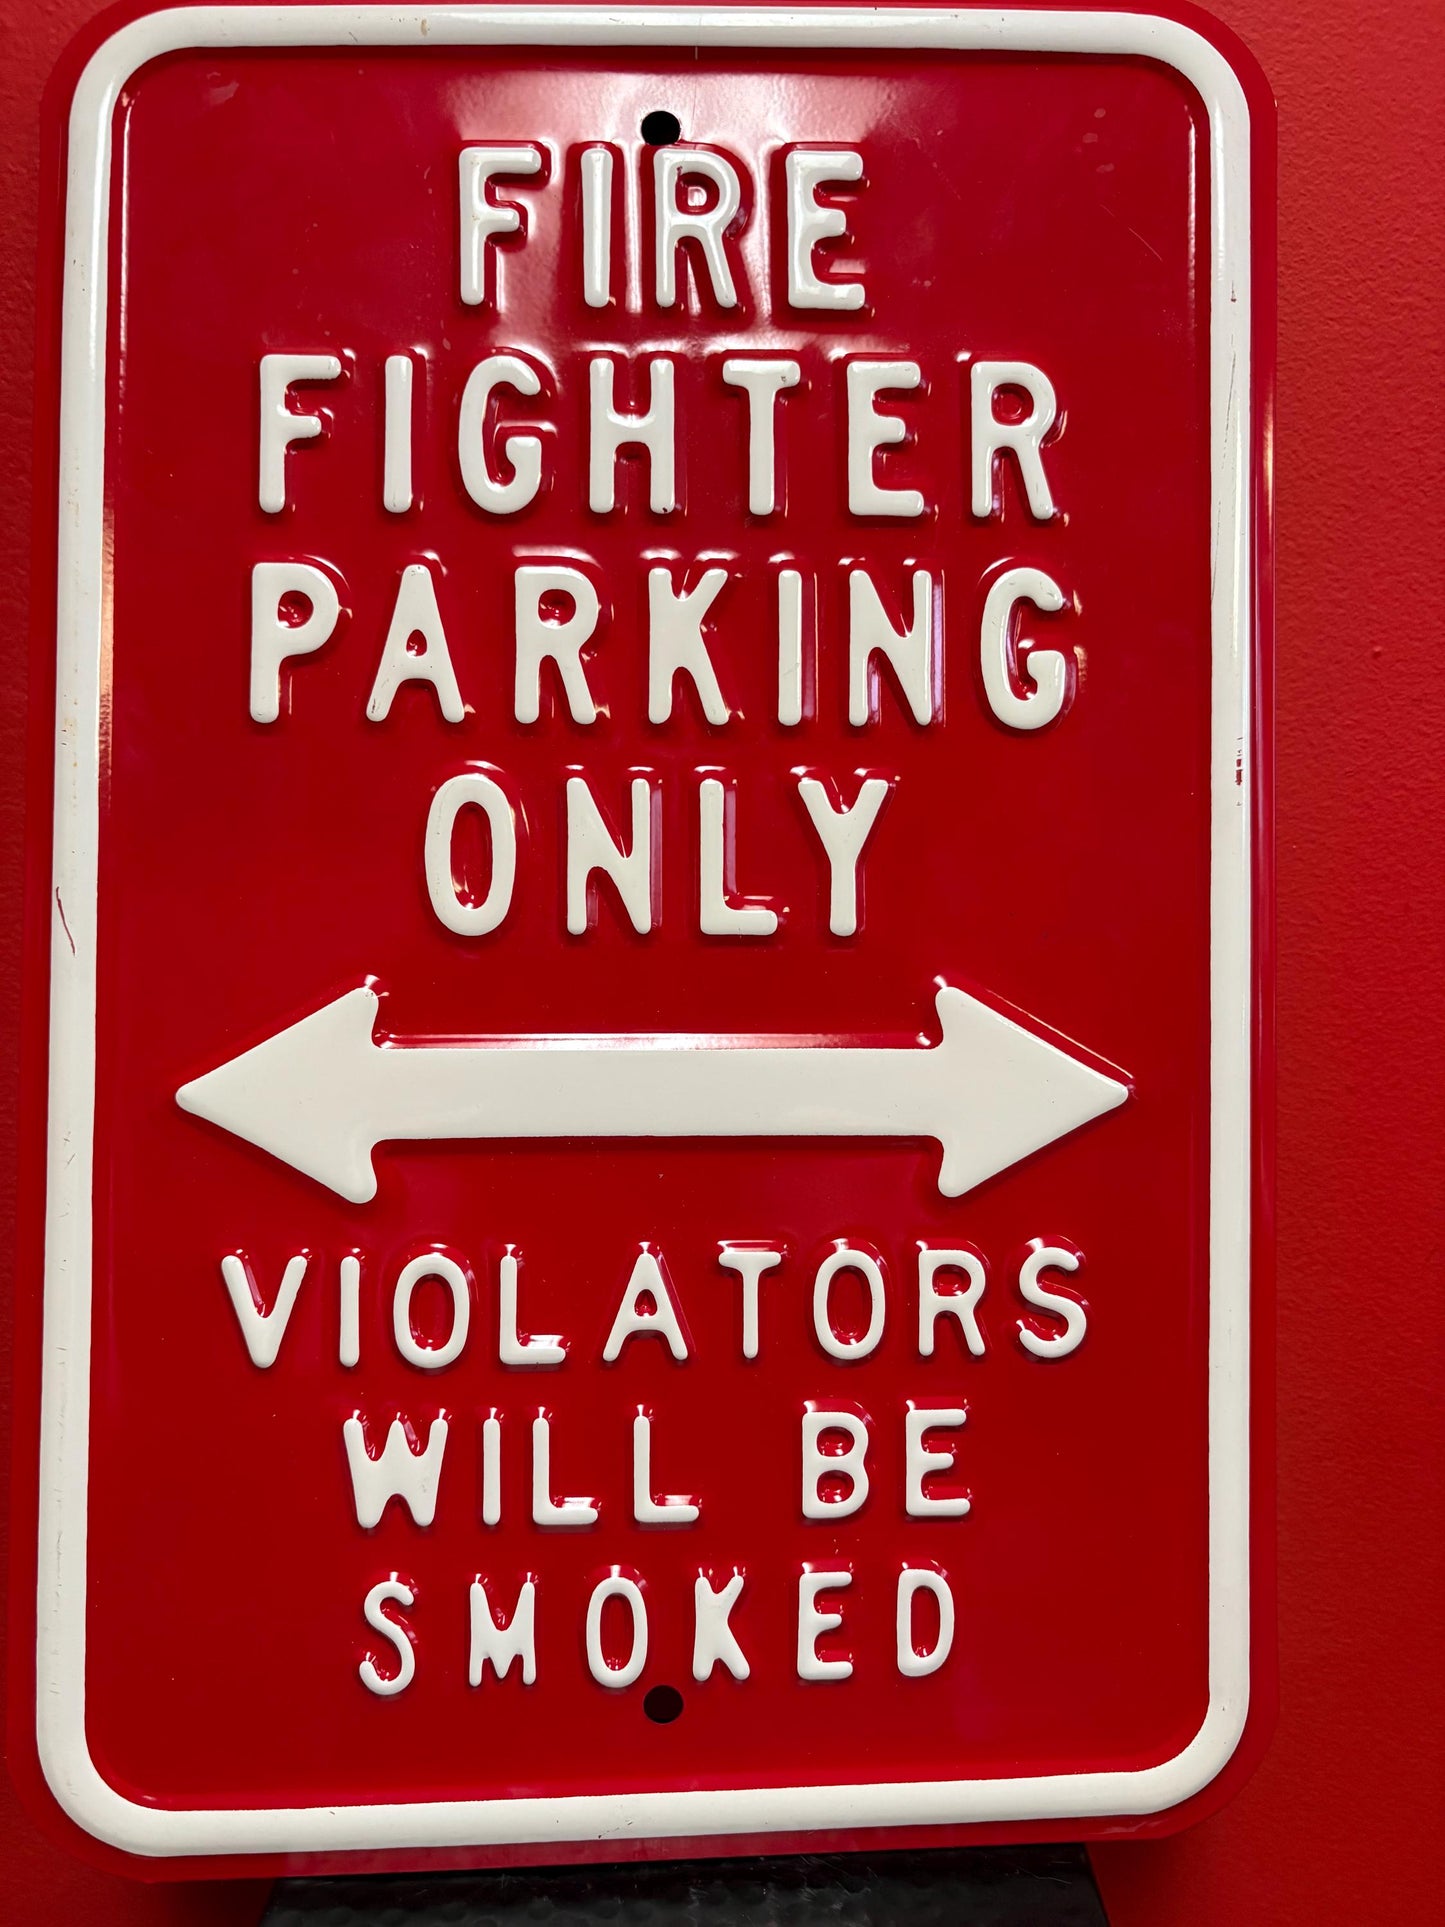 FIRE
FIGHTER
PARKING
ONLY
VIOLATORS
WILL BE
SMOKED